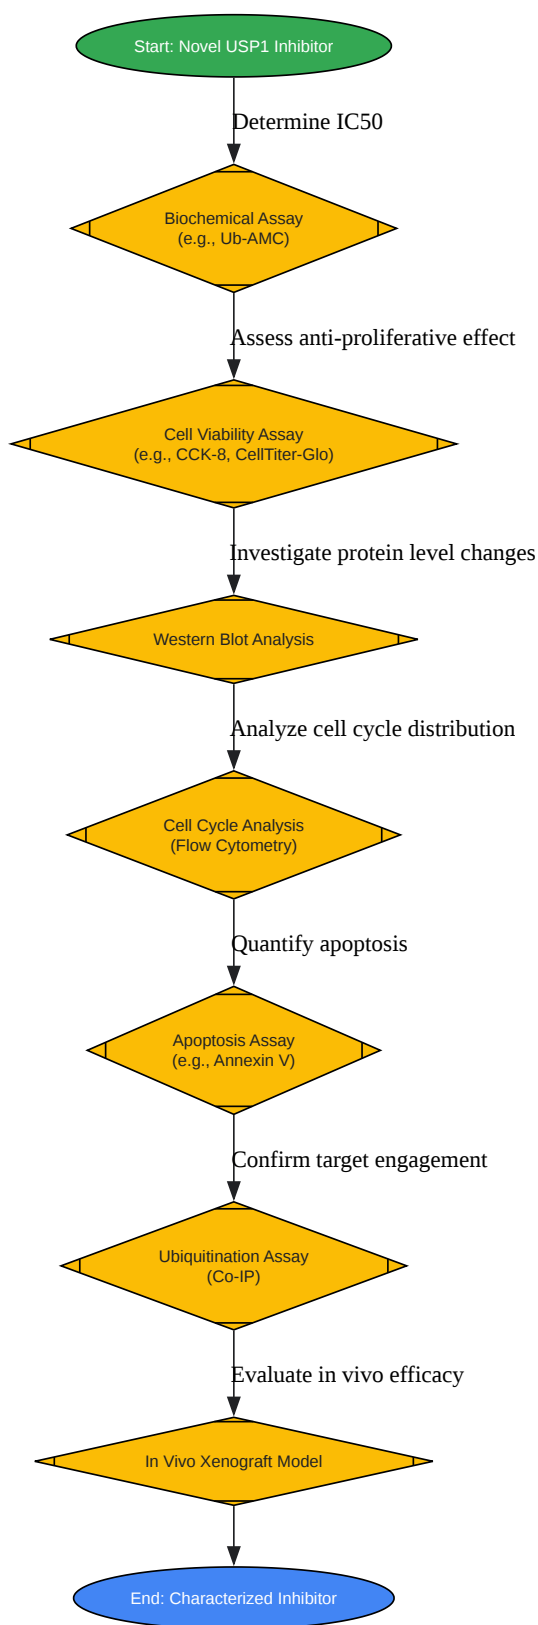 Start: Novel USP1 Inhibitor
Determine IC50
Biochemical Assay
(e.g., Ub-AMC)
Assess anti-proliferative effect
Cell Viability Assay
(e.g., CCK-8, CellTiter-Glo)
Investigate protein level changes
Western Blot Analysis
Analyze cell cycle distribution
Cell Cycle Analysis
(Flow Cytometry)
Quantify apoptosis
Apoptosis Assay
(e.g., Annexin V)
Confirm target engagement
Ubiquitination Assay
(Co-IP)
Evaluate in vivo efficacy
In Vivo Xenograft Model
End: Characterized Inhibitor